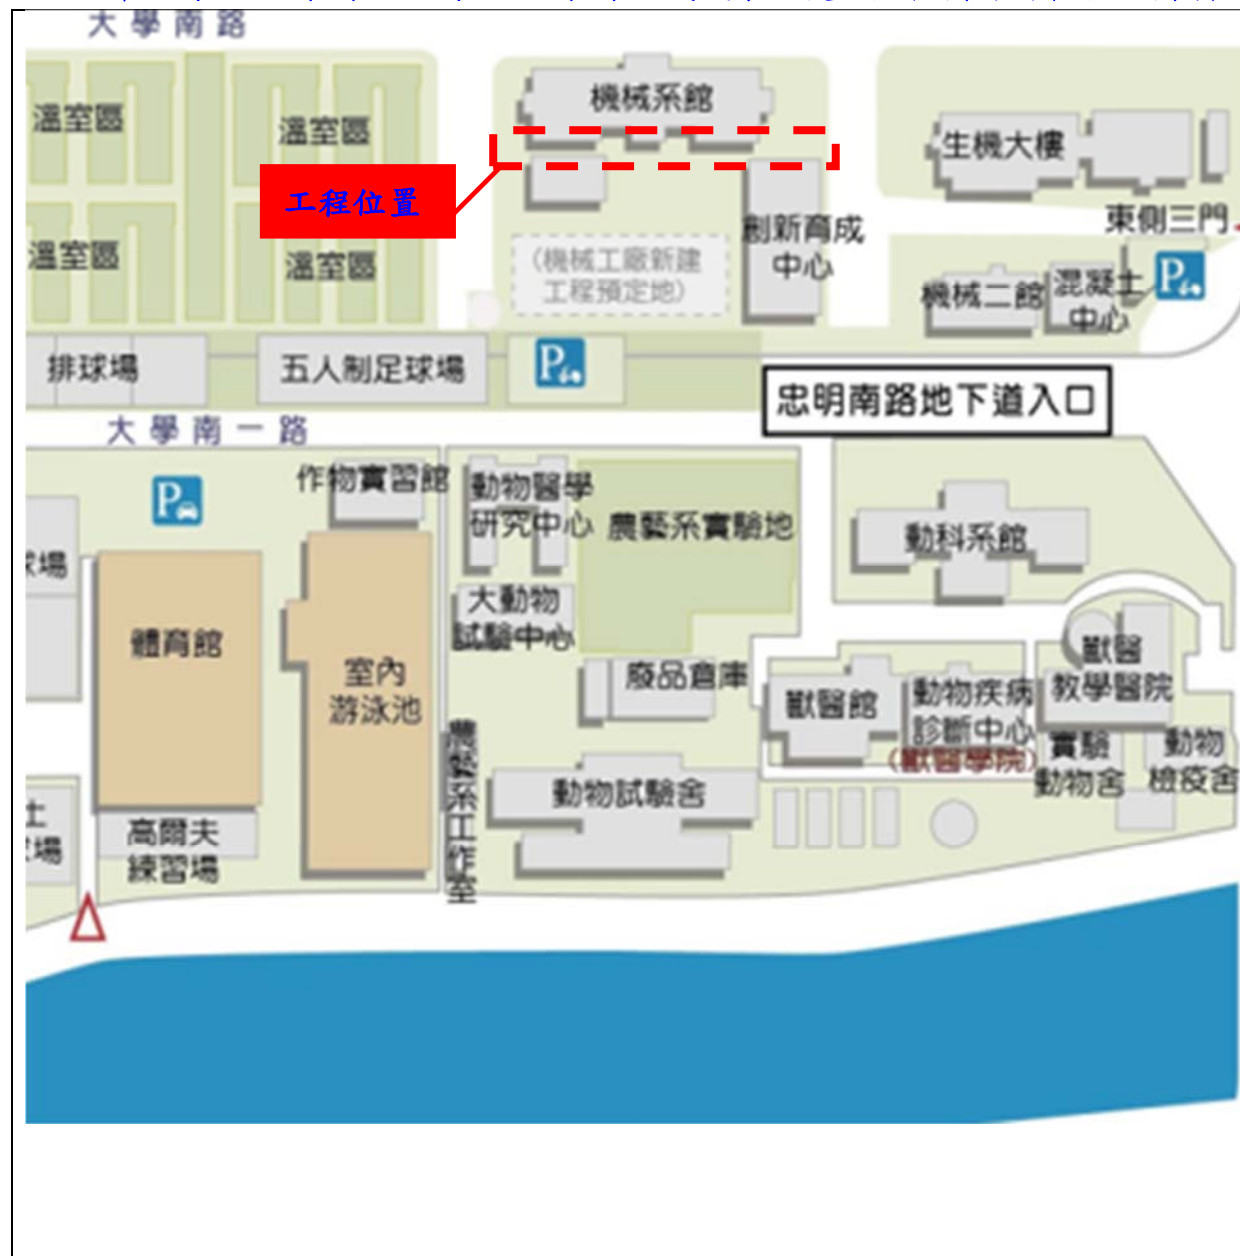 大學南路
溫室區
溫室區
機械系館
生機大樓
工程位置
溫室區
溫室區
(機械工廠新建
工程預定地)
創新育成
中心
東側三門
機械二館
混凝土
中心
P
排球場
五人制足球場
P
忠明南路地下道入口
大學南一路
作物實習館
P
動物醫學
研究中心
農藝系實驗地
動科系館
球場
大動物
試驗中心
體育館
室內
游泳池
廢品倉庫
獸醫館
動物疾病
診斷中心
(獸醫學院)
獸醫
教學醫院
實驗
動物舍
動物
檢疫舍
農藝系工作室
動物試驗舍
高爾夫
練習場